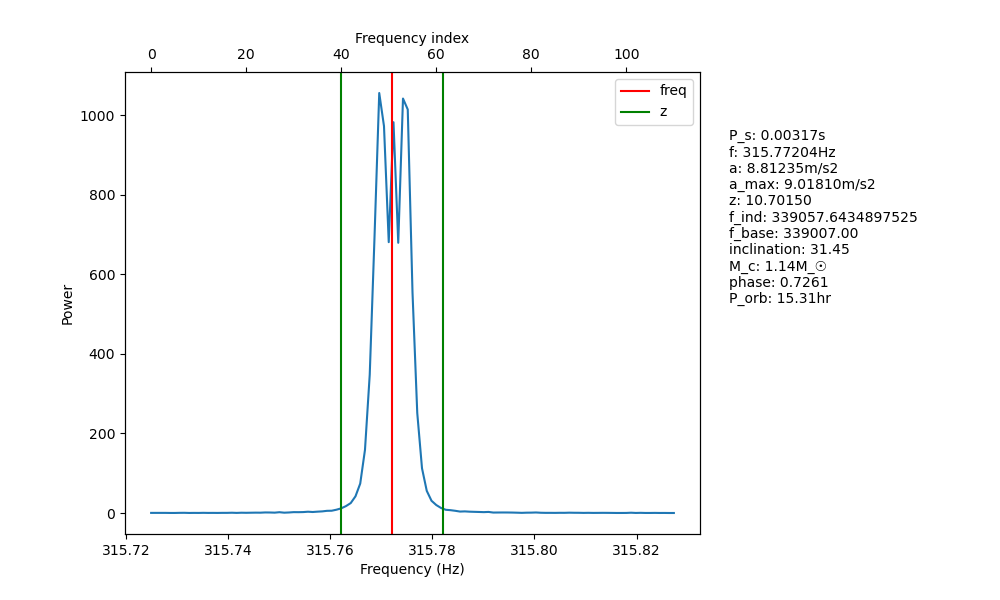 Frequency index
0 20 40 60 80 100
freq
z
1000
800
600
400
200
0
Power
315.72 315.74 315.76 315.78 315.80 315.82
Frequency (Hz)
P_s: 0.00317s
f: 315.77204Hz
a: 8.81235m/s2
a_max: 9.01810m/s2
z: 10.70150
f_ind: 339057.6434897525
f_base: 339007.00
inclination: 31.45
M_c: 1.14M_☉
phase: 0.7261
P_orb: 15.31hr